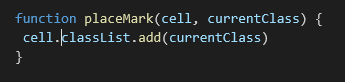 function placeMark(cell, currentClass) {
 cell.classList.add(currentClass)
}